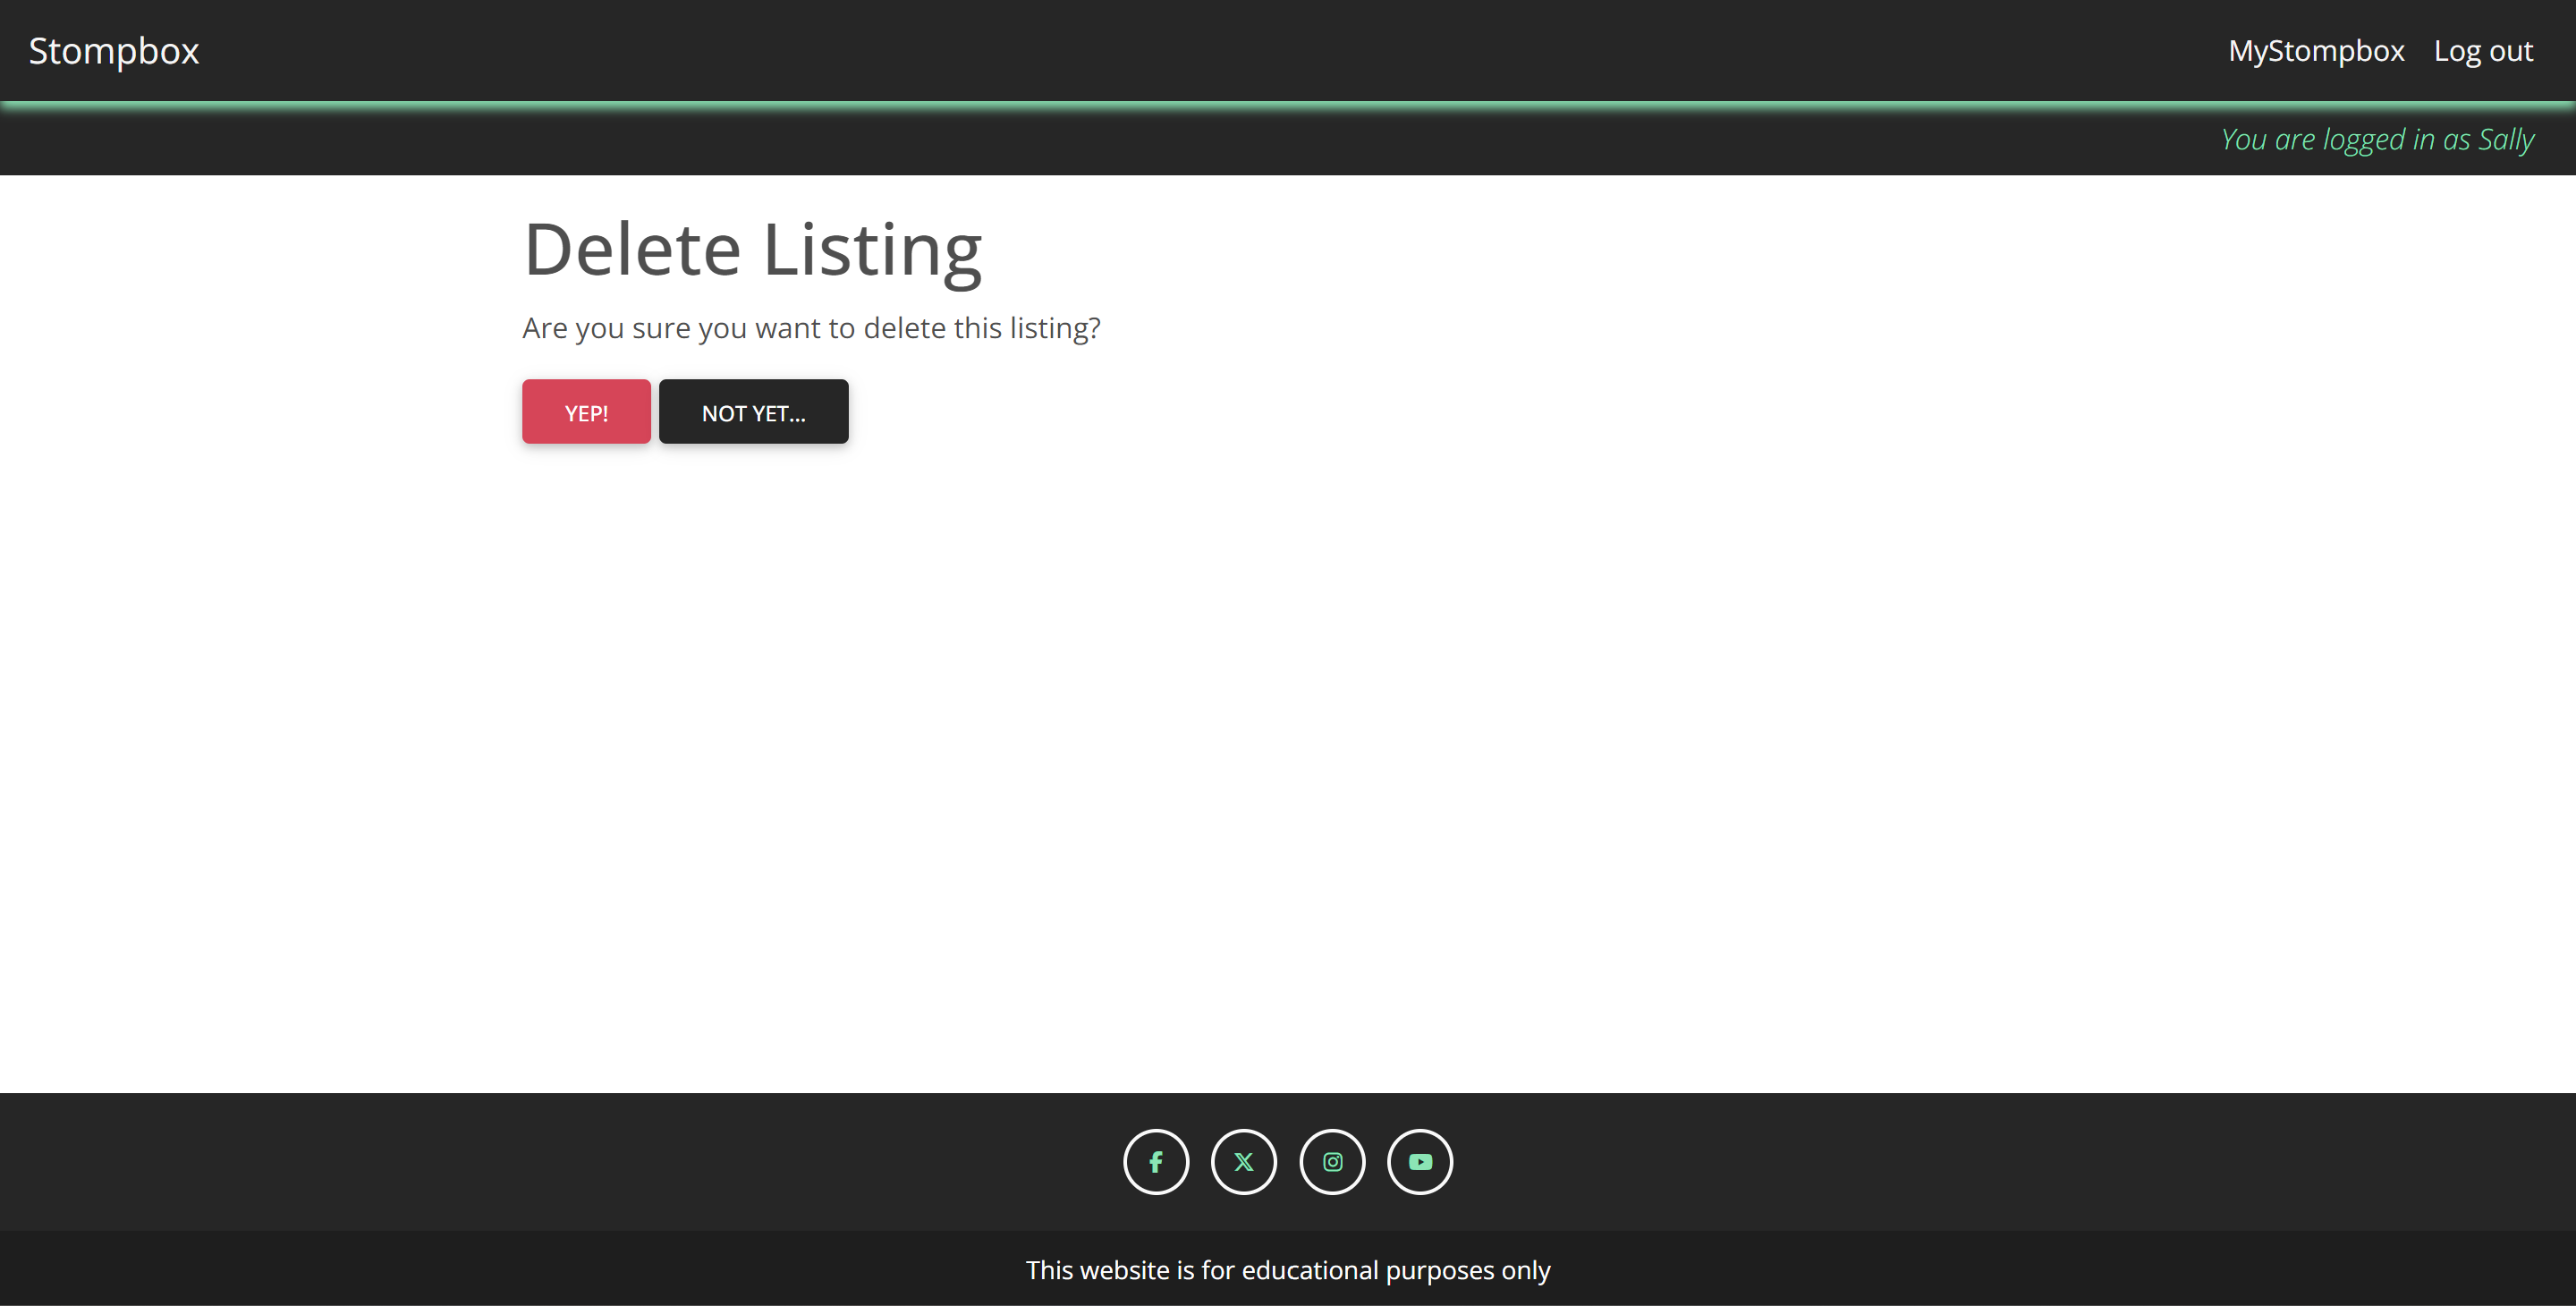 Stompbox
MyStompbox Log out
You are logged in as Sally
Delete Listing
Are you sure you want to delete this listing?
YEP! NOT YET...
This website is for educational purposes only